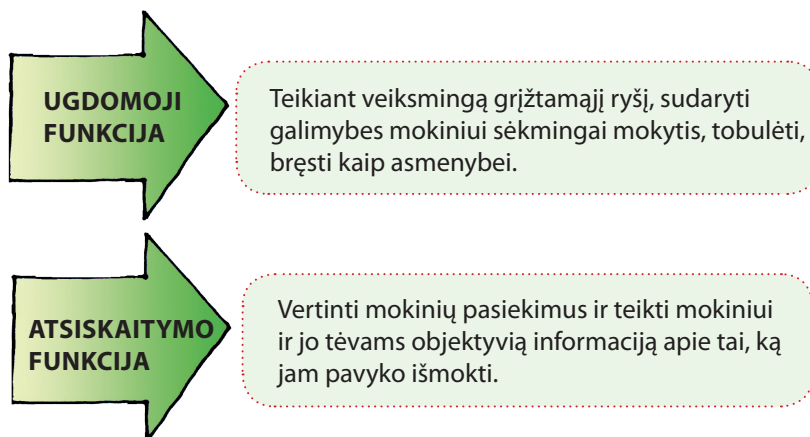 UGDOMOJI
FUNKCIJA
Teikiant veiksmingą grįžtamąjį ryšį, sudaryti
galimybes mokiniui sėkmingai mokytis, tobulėti,
bręsti kaip asmenybei.
ATSISKAITYMO
FUNKCIJA
Vertinti mokinių pasiekimus ir teikti mokiniui
ir jo tėvams objektyvią informaciją apie tai, ką
jam pavyko išmokti.